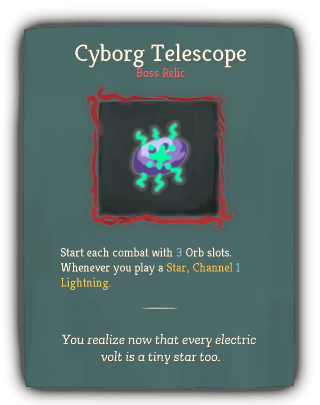 Cyborg Telescope
Boss Relic
Start each combat with 3 Orb slots.
Whenever you play a Star, Channel 1
Lightning.
You realize now that every electric
volt is a tiny star too.